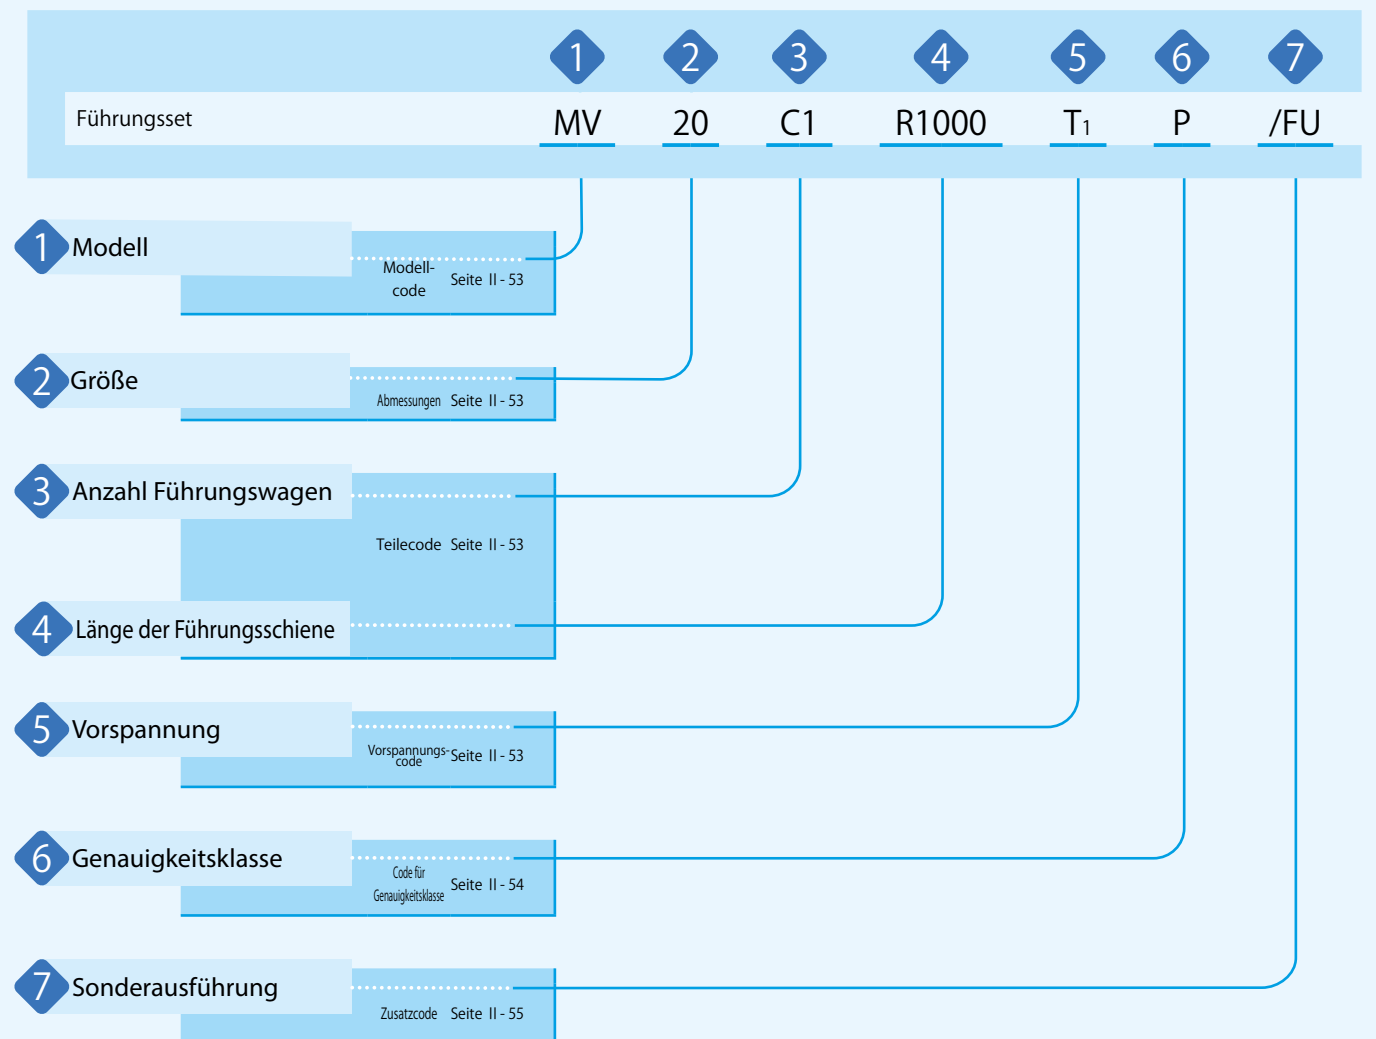 1 2 3 4 5 6 7
Führungsset MV 20 C1 R1000 T1 P /FU
1 Modell
Modell-
code Seite II - 53
2 Größe
Abmessungen Seite II - 53
3 Anzahl Führungswagen
Teilecode Seite II - 53
4 Länge der Führungsschiene
5 Vorspannung
Vorspannungs-
code Seite II - 53
6 Genauigkeitsklasse
Code für
Genauigkeitsklasse Seite II - 54
7 Sonderausführung
Zusatzcode Seite II - 55